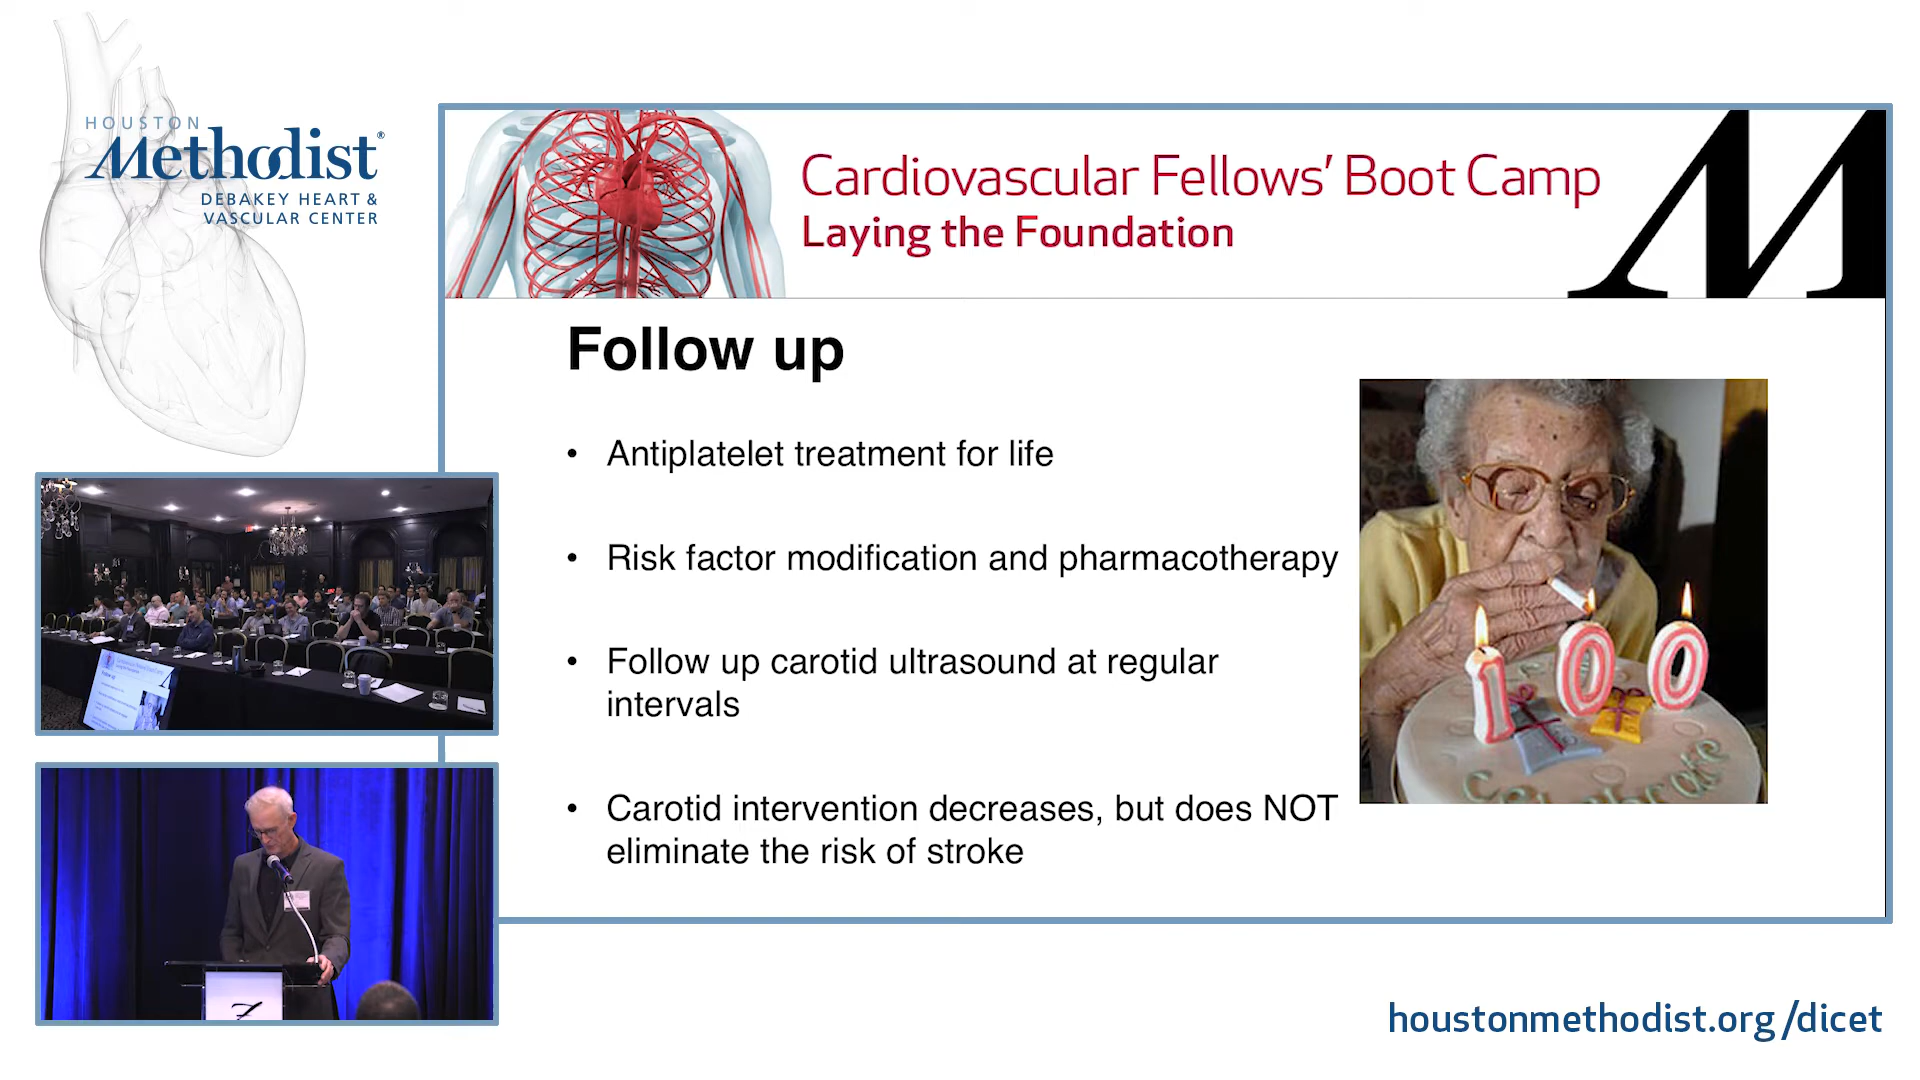 HOUSTON
Methodist®
DEBAKEY HEART &
VASCULAR CENTER
Cardiovascular Fellows’ Boot Camp
Laying the Foundation
M
Follow up
• Antiplatelet treatment for life
• Risk factor modification and pharmacotherapy
• Follow up carotid ultrasound at regular
intervals
• Carotid intervention decreases, but does NOT
eliminate the risk of stroke
100
Celebrate
houstonmethodist.org/dicet